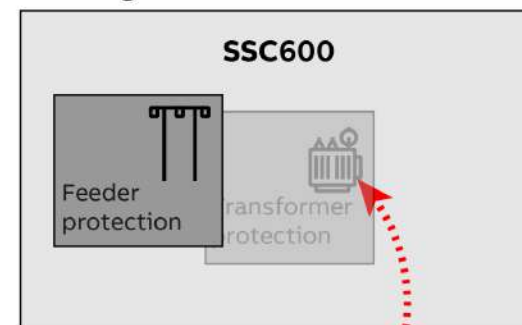 SSC600
Feeder
protection
ransformer
rotection